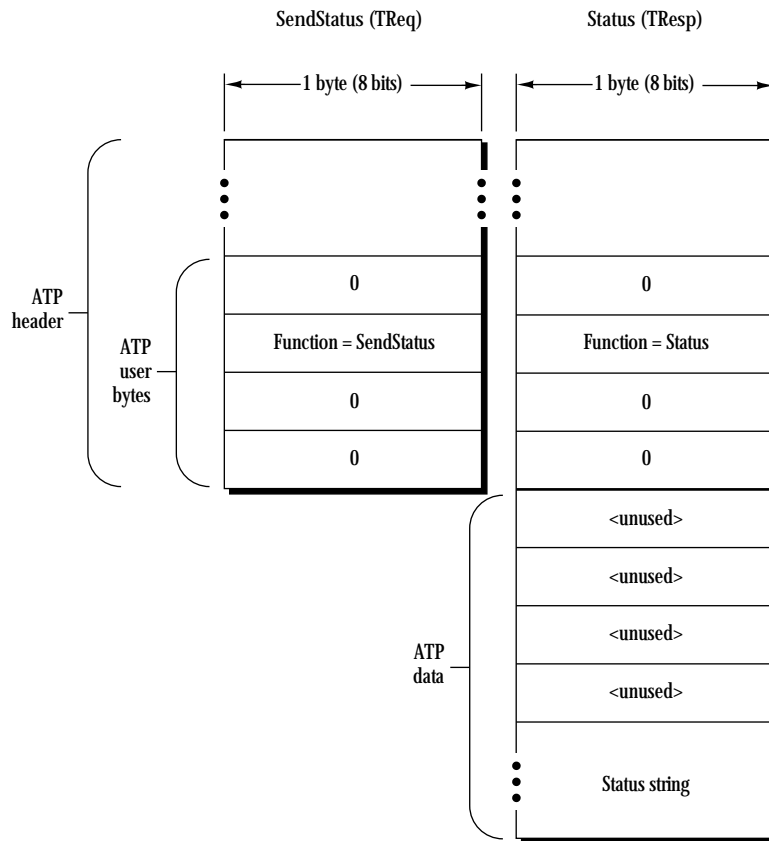 SendStatus (TReq)
Status (TResp)
1 byte (8 bits)
1 byte (8 bits)
ATP
header
ATP
user
bytes
0
Function = SendStatus
0
0
0
Function = Status
0
0
ATP
data
<unused>
<unused>
<unused>
<unused>
Status string